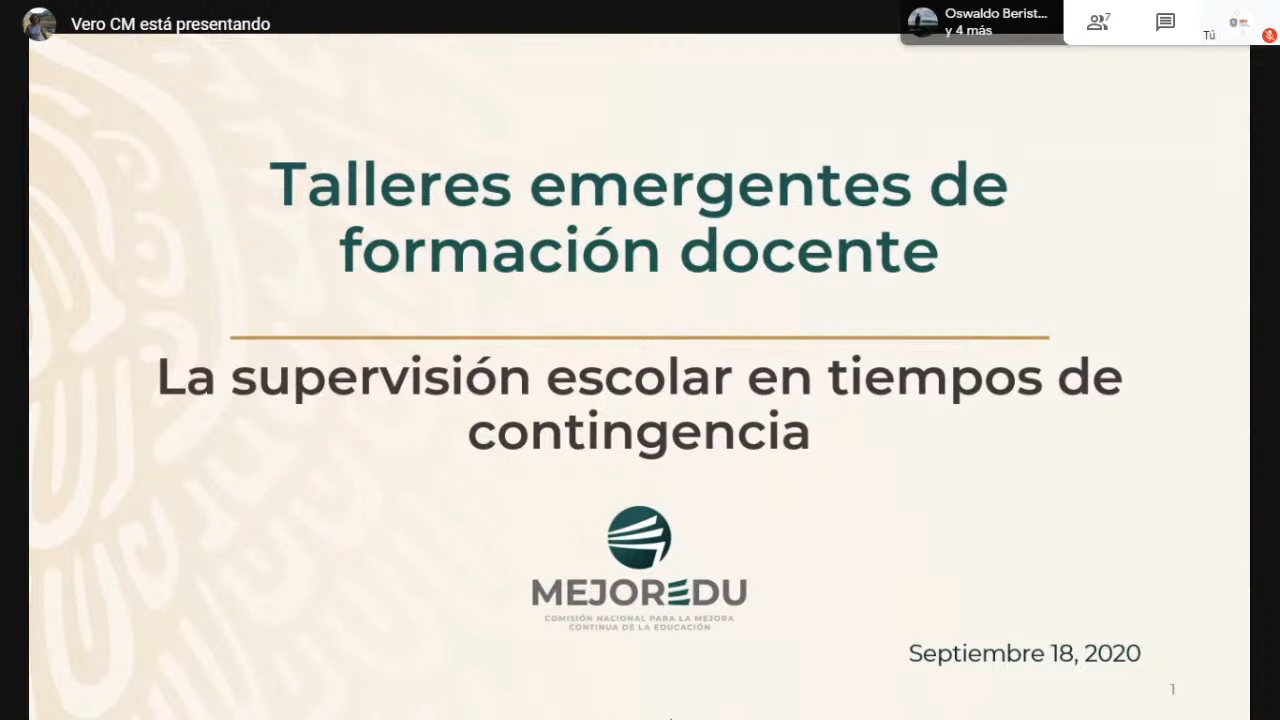 Vero CM está presentando
Oswaldo Berist...
y 4 más
7
Tú
Talleres emergentes de
formación docente
La supervisión escolar en tiempos de
contingencia
MEJOREDU
COMISIÓN NACIONAL PARA LA MEJORA
CONTINUA DE LA EDUCACIÓN
Septiembre 18, 2020
1